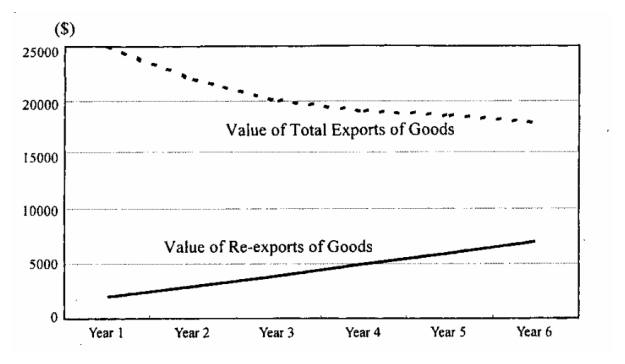 ($)
25000
20000
Value of Total Exports of Goods
15000
10000
Value of Re-exports of Goods
5000
0
Year 1 Year 2 Year 3 Year 4 Year 5 Year 6